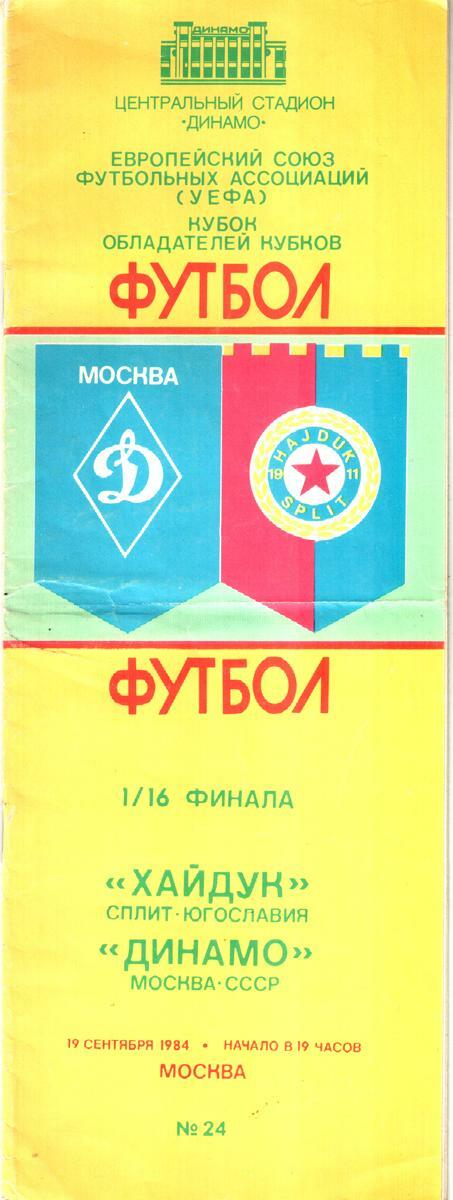 ДИНАМО
ЦЕНТРАЛЬНЫЙ СТАДИОН
·ДИНАМО·
ЕВРОПЕЙСКИЙ СОЮЗ
ФУТБОЛЬНЫХ АССОЦИАЦИЙ
(УЕФА)
КУБОК
ОБЛАДАТЕЛЕЙ КУБКОВ
ФУТБОЛ
МОСКВА
Д
HAJDUK
19 11
SPLIT
ФУТБОЛ
1/16 ФИНАЛА
«ХАЙДУК»
СПЛИТ·ЮГОСЛАВИЯ
«ДИНАМО»
МОСКВА·СССР
19 СЕНТЯБРЯ 1984 • НАЧАЛО В 19 ЧАСОВ
МОСКВА
№ 24